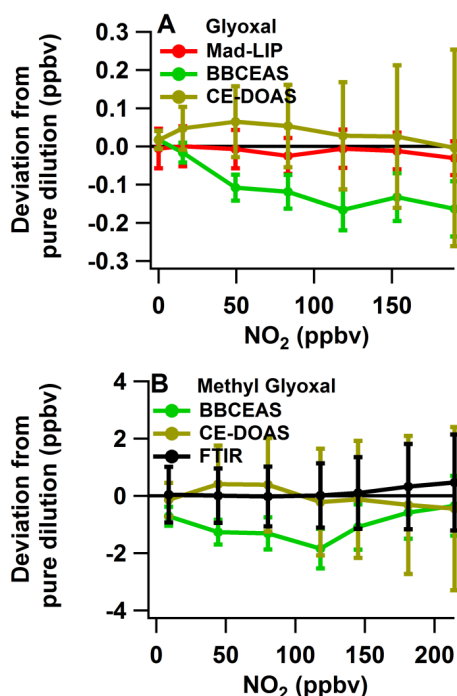 A
Glyoxal
Mad-LIP
BBCEAS
CE-DOAS
0.3
0.2
0.1
0.0
-0.1
-0.2
-0.3
Deviation from
pure dilution (ppbv)
0 50 100 150
NO₂ (ppbv)
B
Methyl Glyoxal
BBCEAS
CE-DOAS
FTIR
4
2
0
-2
-4
Deviation from
pure dilution (ppbv)
0 50 100 150 200
NO₂ (ppbv)